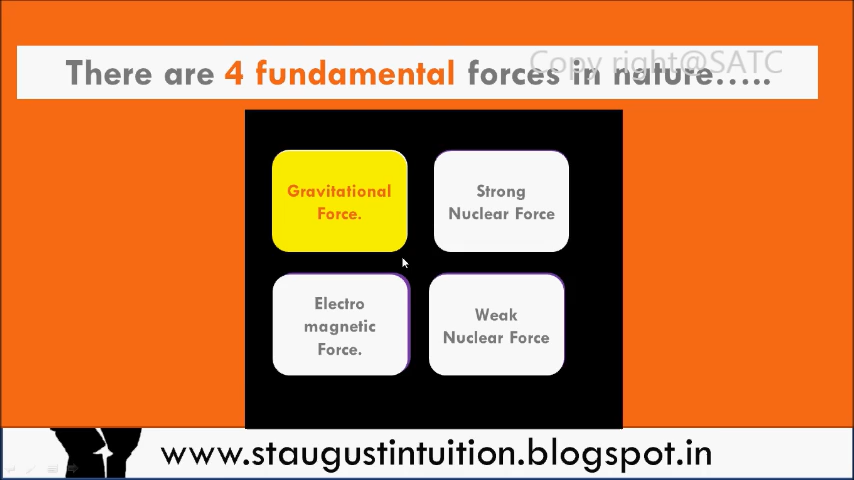 Copy right@SATC
There are 4 fundamental forces in nature.....
Gravitational
Force.
Strong
Nuclear Force
Electro
magnetic
Force.
Weak
Nuclear Force
www.staugustintuition.blogspot.in